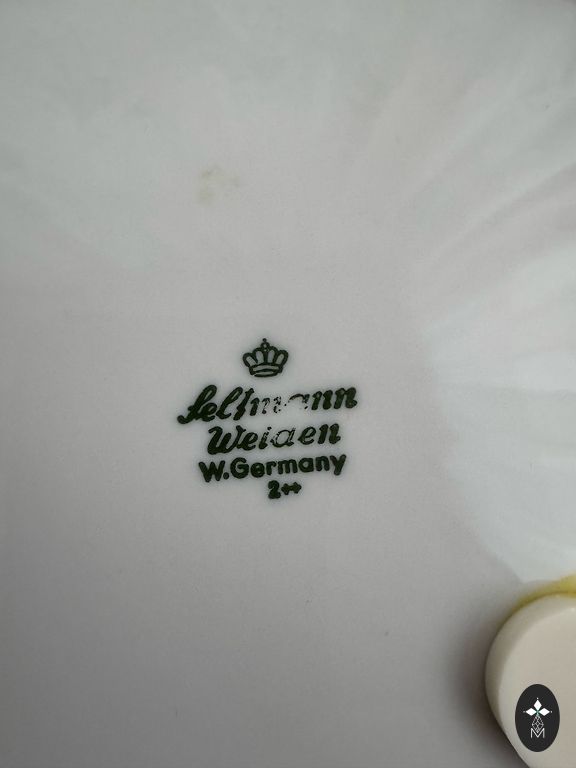 Seltmann
Weiden
W.Germany
2↔
M